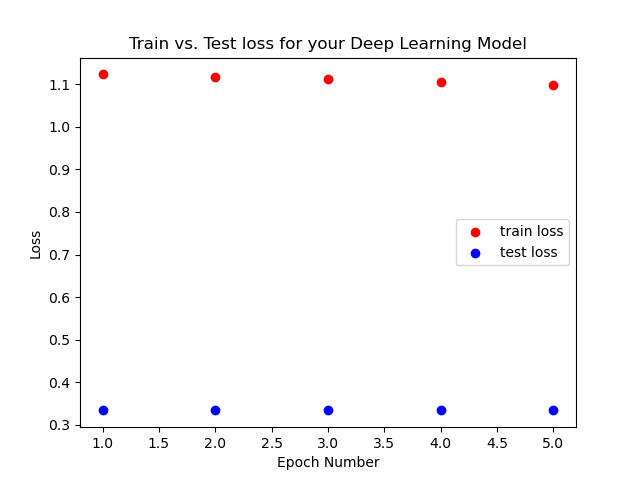 Train vs. Test loss for your Deep Learning Model
1.1
1.0
0.9
0.8
0.7
0.6
0.5
0.4
0.3
Loss
train loss
test loss
1.0 1.5 2.0 2.5 3.0 3.5 4.0 4.5 5.0
Epoch Number